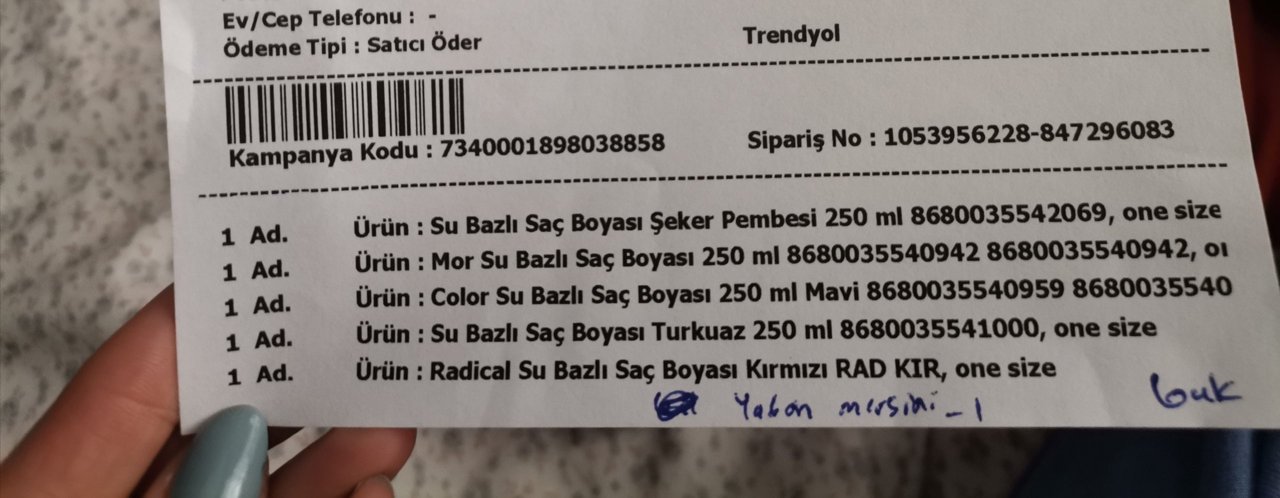 Ev/Cep Telefonu : -
Ödeme Tipi : Satıcı Öder
Trendyol
Kampanya Kodu : 7340001898038858
Sipariş No : 1053956228-847296083
1 Ad. Ürün : Su Bazlı Saç Boyası Şeker Pembesi 250 ml 8680035542069, one size
1 Ad. Ürün : Mor Su Bazlı Saç Boyası 250 ml 8680035540942 8680035540942,
1 Ad. Ürün : Color Su Bazlı Saç Boyası 250 ml Mavi 8680035540959 8680035540
1 Ad. Ürün : Su Bazlı Saç Boyası Turkuaz 250 ml 8680035541000, one size
1 Ad. Ürün : Radical Su Bazlı Saç Boyası Kırmızı RAD KIR, one size
Yaban mersini - 1